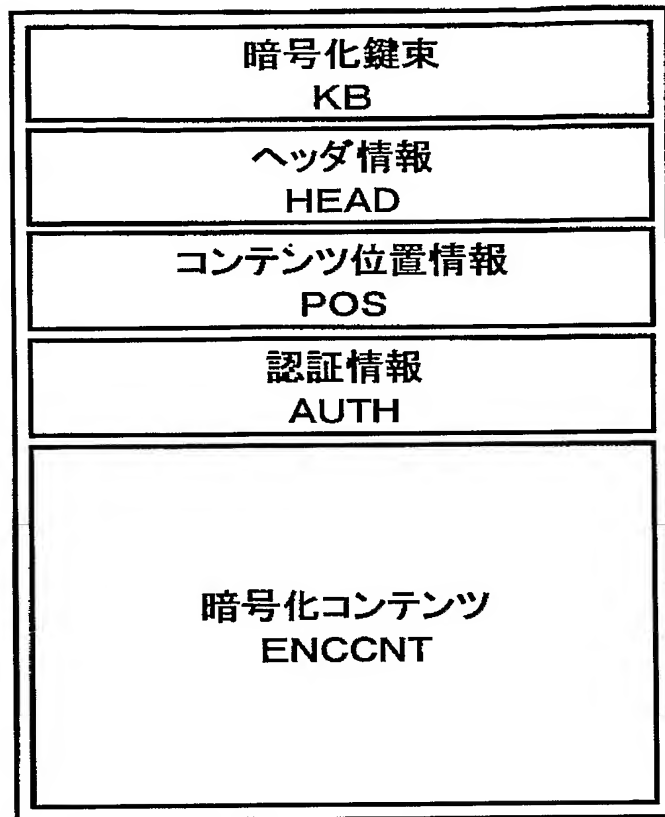 暗号化鍵束
KB
ヘッダ情報
HEAD
コンテンツ位置情報
POS
認証情報
AUTH
暗号化コンテンツ
ENCCNT